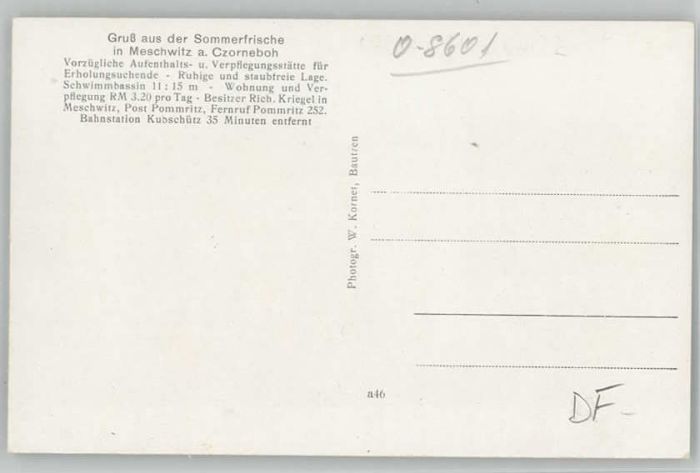 Gruß aus der Sommerfrische
in Meschwitz a. Czorneboh
Vorzügliche Aufenthalts- u. Verpflegungsstätte für
Erholungsuchende - Ruhige und staubfreie Lage.
Schwimmbassin 11 : 15 m - Wohnung und Ver-
pflegung RM 3.20 pro Tag - Besitzer Rich. Kriegel in
Meschwitz, Post Pommritz, Fernruf Pommritz 252.
Bahnstation Kubschütz 35 Minuten entfernt
O-8601
Photogr. W. Kornet, Bautzen
a46
DF-